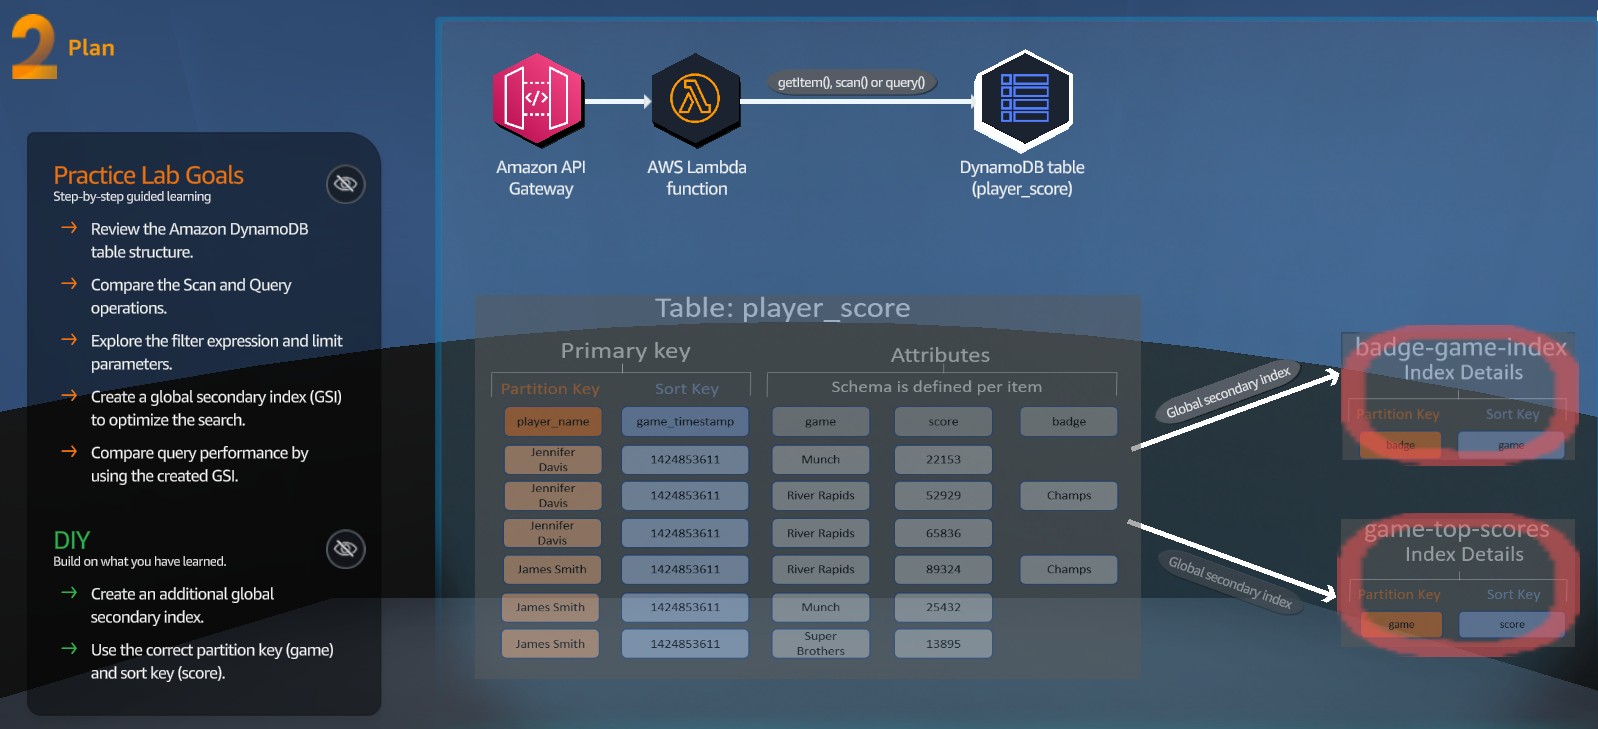 2 Plan
Practice Lab Goals
Step-by-step guided learning
Review the Amazon DynamoDB
table structure.
Compare the Scan and Query
operations.
Explore the filter expression and limit
parameters.
Create a global secondary index (GSI)
to optimize the search.
Compare query performance by
using the created GSI.
DIY
Build on what you have learned.
Create an additional global
secondary index.
Use the correct partition key (game)
and sort key (score).
</>
getItem(), scan() or query()
Amazon API
Gateway
AWS Lambda
function
DynamoDB table
(player_score)
Table: player_score
Primary key
Attributes
Partition Key Sort Key Schema is defined per item
player_name game_timestamp game score badge
Jennifer
Davis 1424853611 Munch 22153
Jennifer
Davis 1424853611 River Rapids 52929 Champs
Jennifer
Davis 1424853611 River Rapids 65836
James Smith 1424853611 River Rapids 89324 Champs
James Smith 1424853611 Munch 25432
James Smith 1424853611 Super
Brothers 13895
Global secondary index
badge-game-index
Index Details
Partition Key Sort Key
badge game
Global secondary index
game-top-scores
Index Details
Partition Key Sort Key
game score